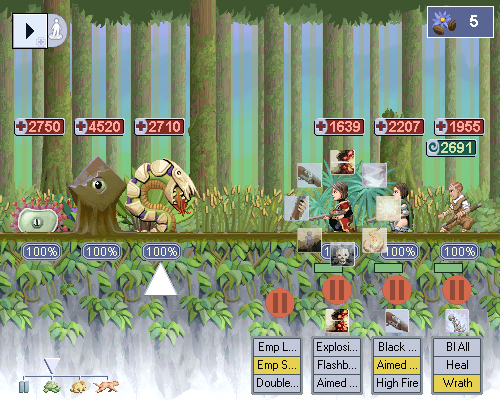 5
2750
4520
2710
1639
2207
1955
2691
100%
100%
100%
100%
100%
Emp L...
Emp S...
Double...
Explosi...
Flashb...
Aimed ...
Black ...
Aimed ...
High Fire
Bl All
Heal
Wrath